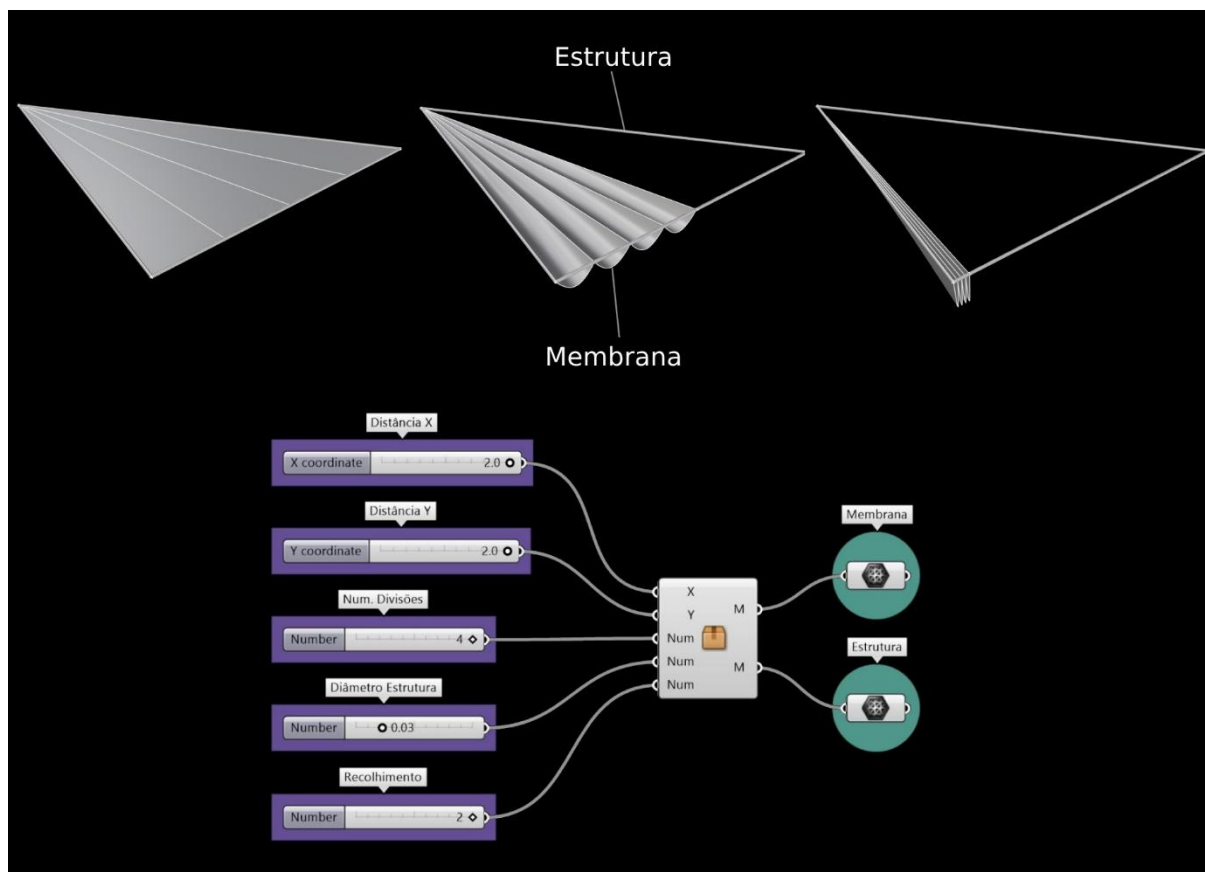 Estrutura
Membrana
Distância X
X coordinate 2.0
Distância Y
Y coordinate 2.0
Num. Divisões
Number 4
Diâmetro Estrutura
Number 0.03
Recolhimento
Number 2
X
Y
Num
Num
Num
M
M
Membrana
Estrutura